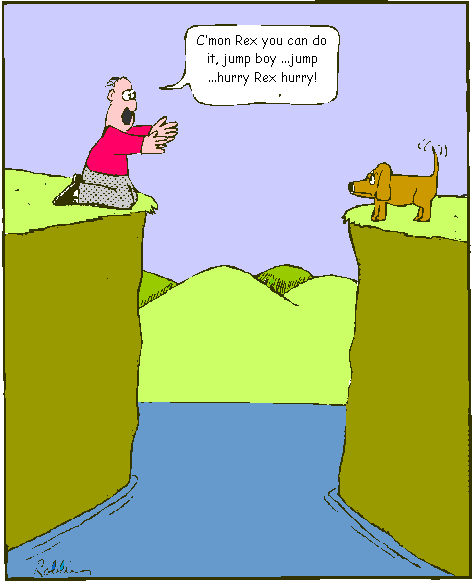 C'mon Rex you can do
it, jump boy ...jump
...hurry Rex hurry!